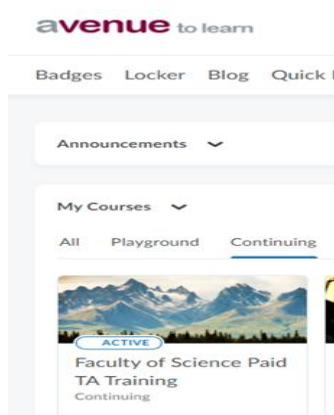 avenue to learn
Badges Locker Blog Quick
Announcements
My Courses
All Playground Continuing
ACTIVE
Faculty of Science Paid
TA Training
Continuing